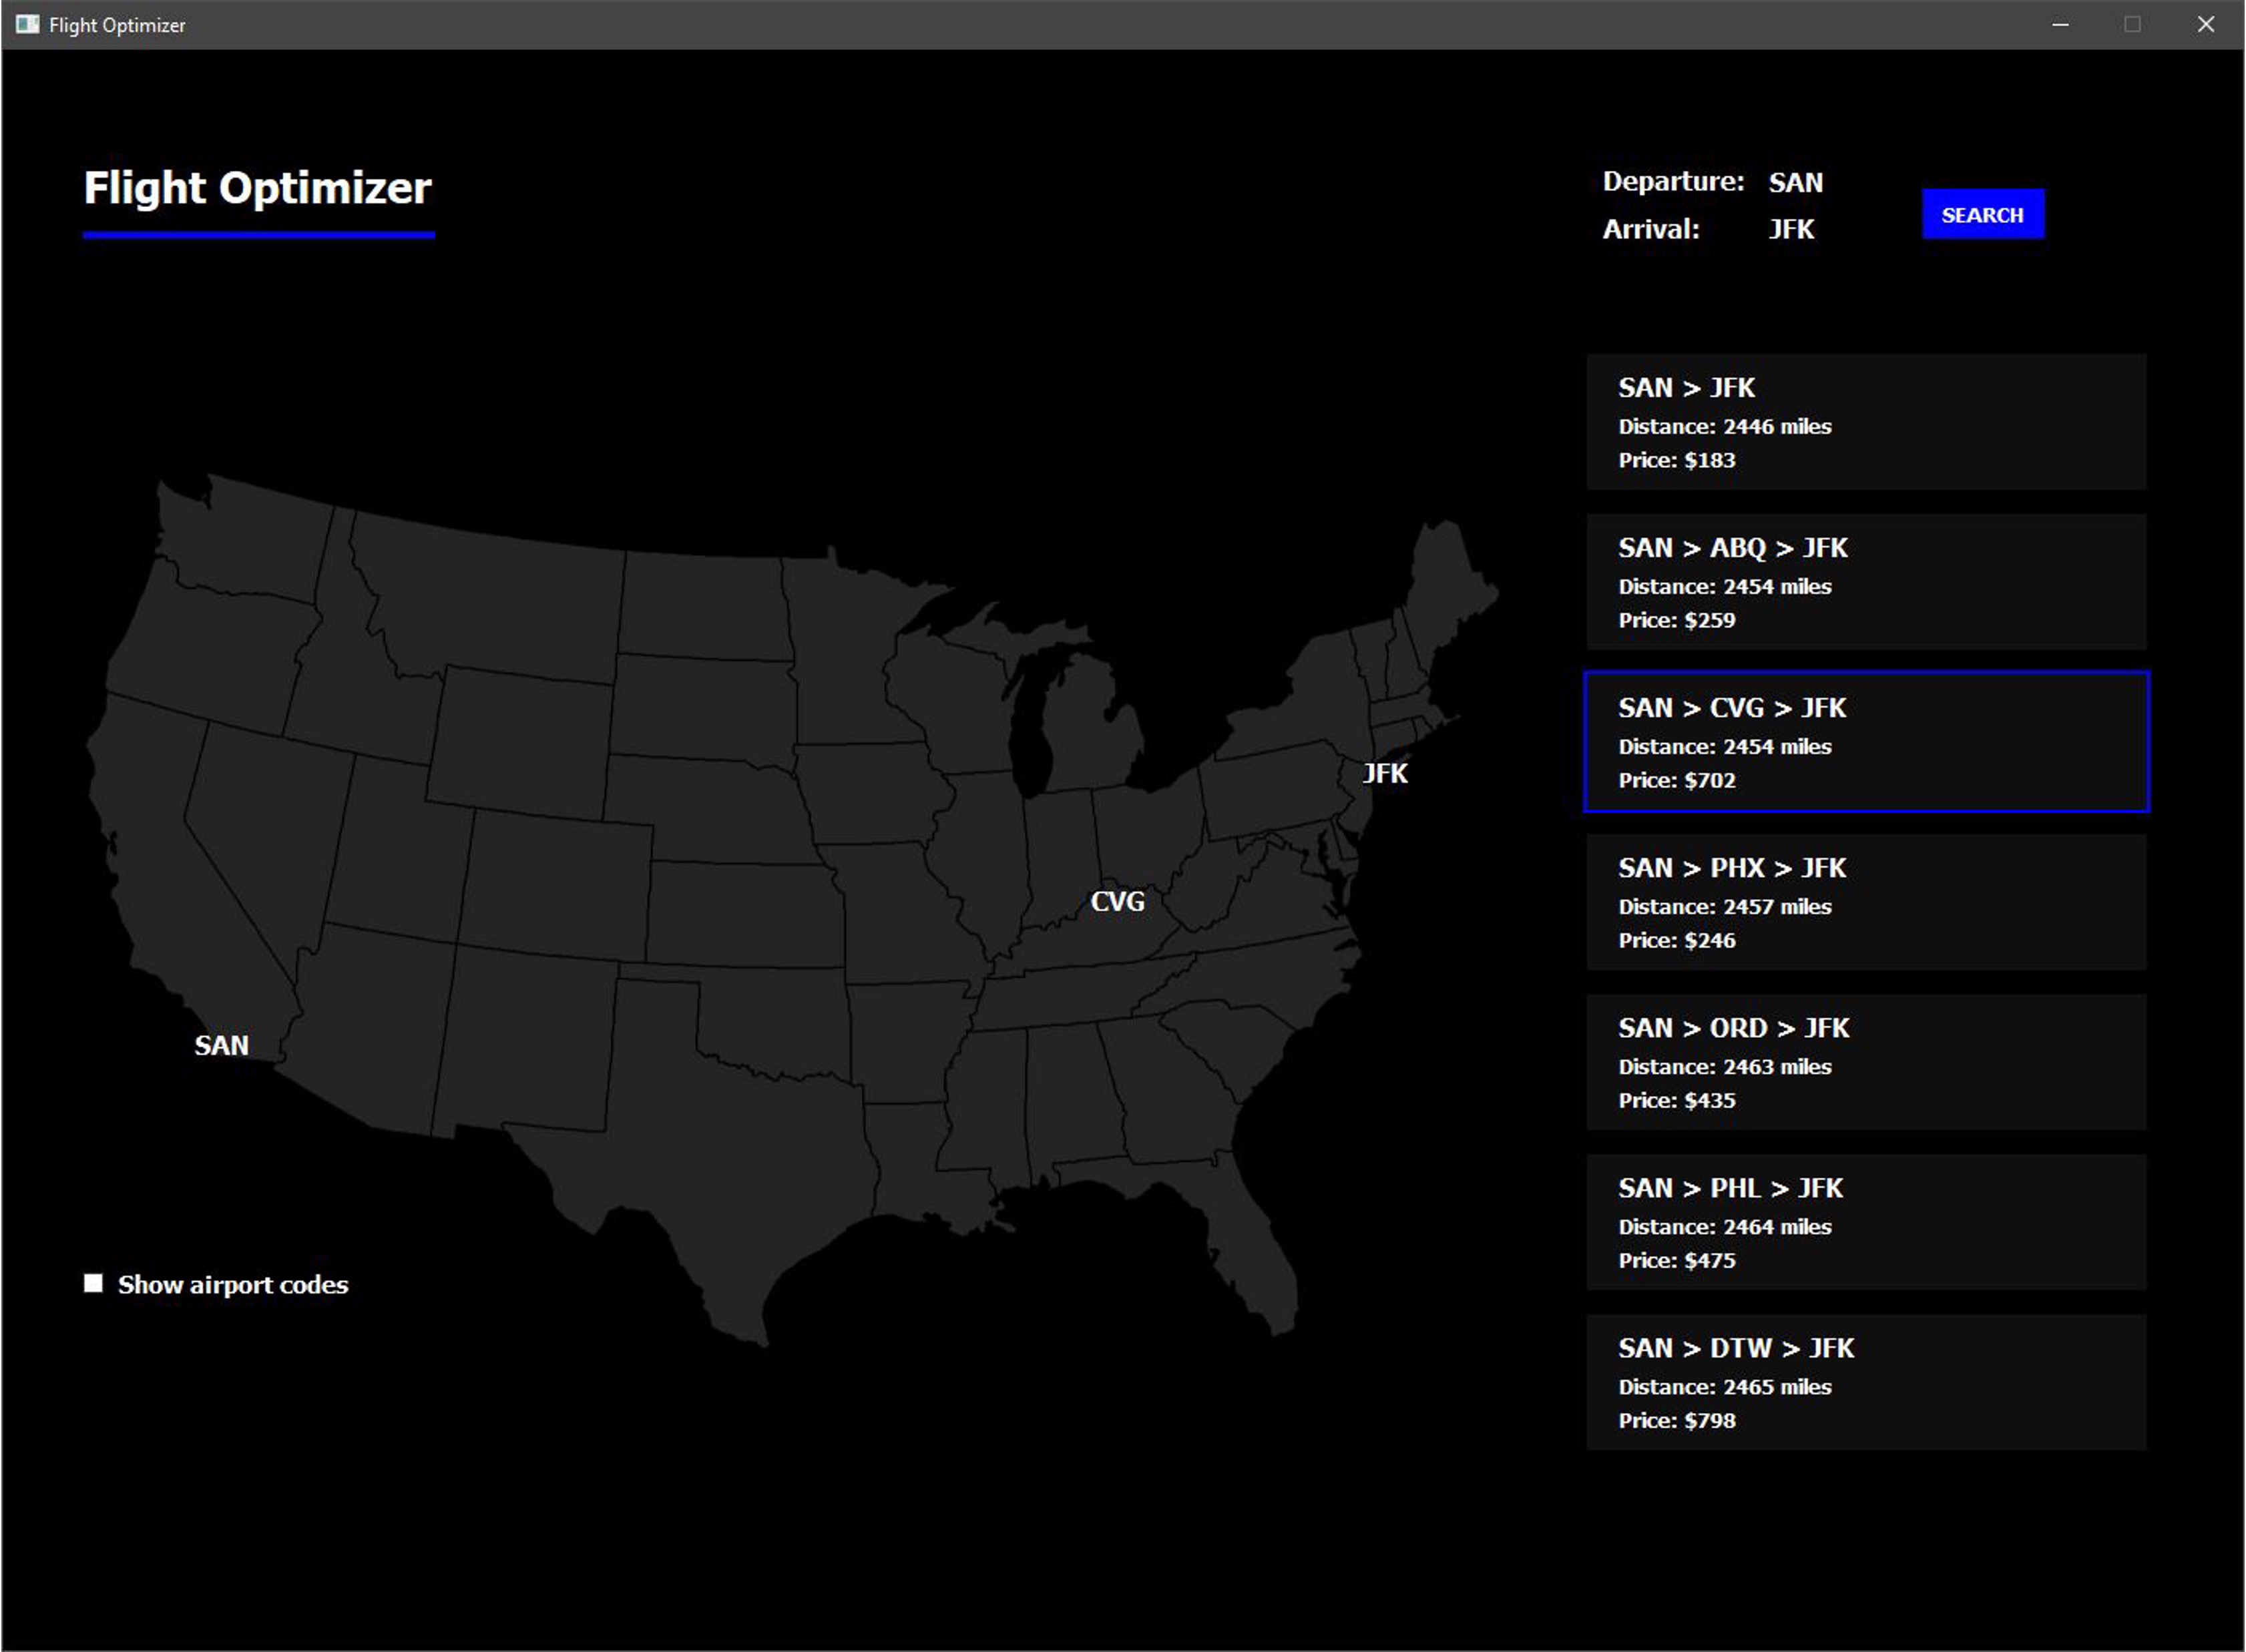 Flight Optimizer
Flight Optimizer
Departure: SAN
Arrival: JFK
SEARCH
SAN > JFK
Distance: 2446 miles
Price: $183
SAN > ABQ > JFK
Distance: 2454 miles
Price: $259
SAN > CVG > JFK
Distance: 2454 miles
Price: $702
SAN > PHX > JFK
Distance: 2457 miles
Price: $246
SAN > ORD > JFK
Distance: 2463 miles
Price: $435
SAN > PHL > JFK
Distance: 2464 miles
Price: $475
SAN > DTW > JFK
Distance: 2465 miles
Price: $798
JFK
CVG
SAN
Show airport codes